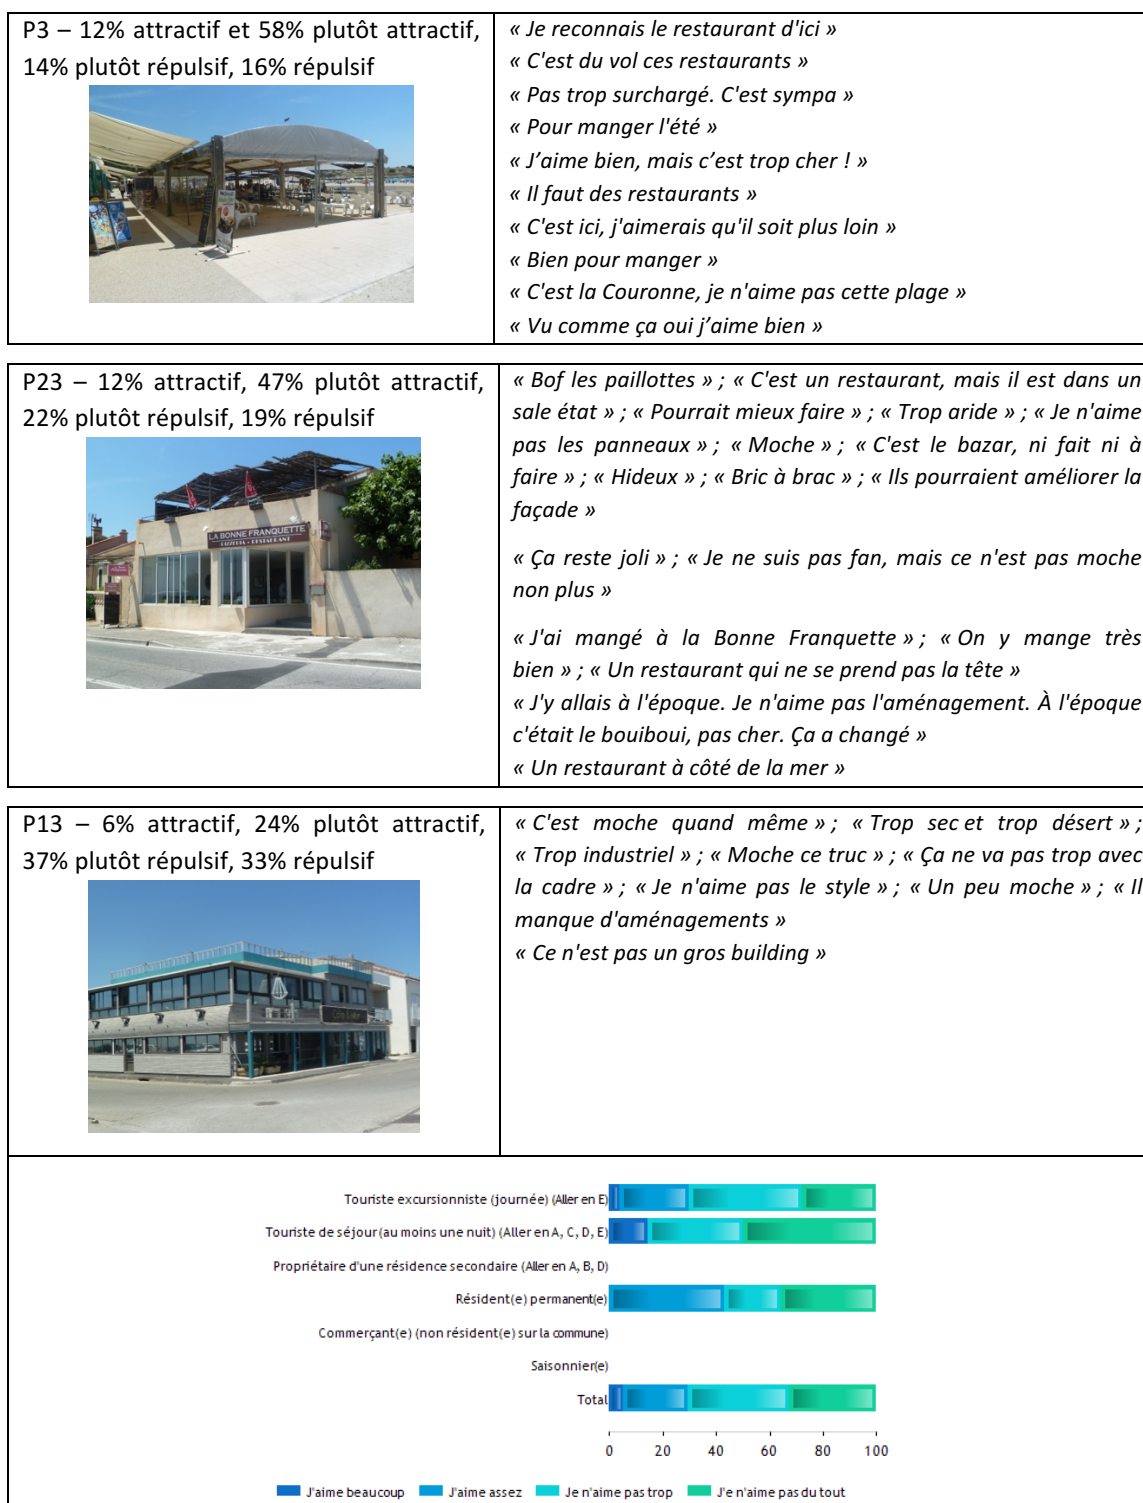 P3 – 12% attractif et 58% plutôt attractif,
14% plutôt répulsif, 16% répulsif
« Je reconnais le restaurant d'ici »
« C'est du vol ces restaurants »
« Pas trop surchargé. C'est sympa »
« Pour manger l'été »
« J’aime bien, mais c’est trop cher ! »
« Il faut des restaurants »
« C'est ici, j'aimerais qu'il soit plus loin »
« Bien pour manger »
« C'est la Couronne, je n'aime pas cette plage »
« Vu comme ça oui j’aime bien »
P23 – 12% attractif, 47% plutôt attractif,
22% plutôt répulsif, 19% répulsif
LA BONNE FRANQUETTE
PIZZERIA - RESTAURANT
« Bof les paillottes » ; « C'est un restaurant, mais il est dans un
sale état » ; « Pourrait mieux faire » ; « Trop aride » ; « Je n'aime
pas les panneaux » ; « Moche » ; « C'est le bazar, ni fait ni à
faire » ; « Hideux » ; « Bric à brac » ; « Ils pourraient améliorer la
façade »
« Ça reste joli » ; « Je ne suis pas fan, mais ce n'est pas moche
non plus »
« J'ai mangé à la Bonne Franquette » ; « On y mange très
bien » ; « Un restaurant qui ne se prend pas la tête »
« J'y allais à l'époque. Je n'aime pas l'aménagement. À l'époque
c'était le bouiboui, pas cher. Ça a changé »
« Un restaurant à côté de la mer »
P13 – 6% attractif, 24% plutôt attractif,
37% plutôt répulsif, 33% répulsif
« C'est moche quand même » ; « Trop sec et trop désert » ;
« Trop industriel » ; « Moche ce truc » ; « Ça ne va pas trop avec
la cadre » ; « Je n'aime pas le style » ; « Un peu moche » ; « Il
manque d'aménagements »
« Ce n'est pas un gros building »
Touriste excursionniste (journée) (Aller en E)
Touriste de séjour (au moins une nuit) (Aller en A, C, D, E)
Propriétaire d'une résidence secondaire (Aller en A, B, D)
Résident(e) permanent(e)
Commerçant(e) (non résident(e) sur la commune)
Saisonnier(e)
Total
0 20 40 60 80 100
J'aime beaucoup J'aime assez Je n'aime pas trop J'e n'aime pas du tout